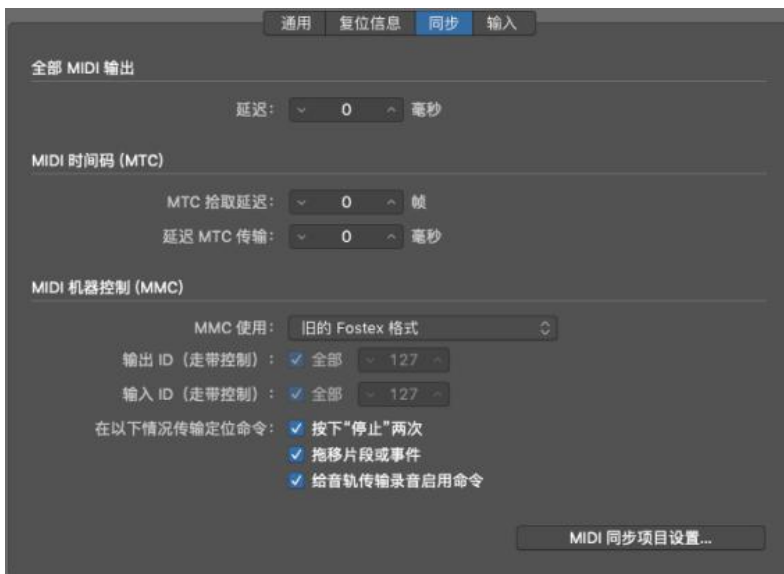 通用 复位信息 同步 输入
全部 MIDI 输出
延迟： 0 毫秒
MIDI 时间码 (MTC)
MTC 拾取延迟： 0 帧
延迟 MTC 传输： 0 毫秒
MIDI 机器控制 (MMC)
MMC 使用： 旧的 Fostex 格式
输出 ID（走带控制）： 全部 127
输入 ID（走带控制）： 全部 127
在以下情况传输定位命令： 按下“停止”两次
拖移片段或事件
给音轨传输录音启用命令
MIDI 同步项目设置...